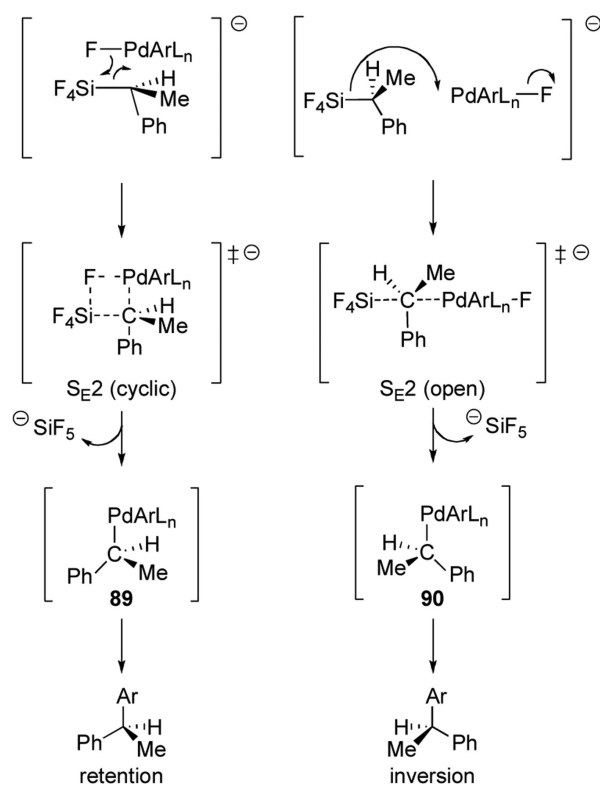 F—PdArLn ⊖
F4Si H
Me
Ph
H Me ⊖
F4Si PdArLn—F
Ph
F- -PdArLn ‡ ⊖
F4Si--C H
Me
Ph
SE2 (cyclic)
H Me ‡ ⊖
F4Si---C---PdArLn-F
Ph
SE2 (open)
⊖ SiF5
⊖ SiF5
PdArLn
C H
Ph Me
89
PdArLn
H C
Me Ph
90
Ar
H
Ph
Me
retention
Ar
H
Me Ph
inversion